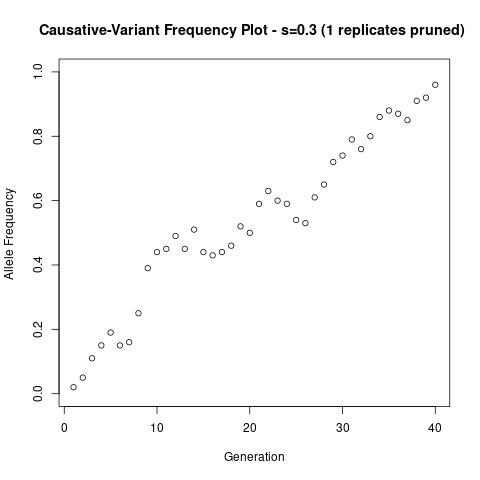 Causative-Variant Frequency Plot - s=0.3 (1 replicates pruned)
1.0
0.8
0.6
0.4
0.2
0.0
Allele Frequency
0 10 20 30 40
Generation